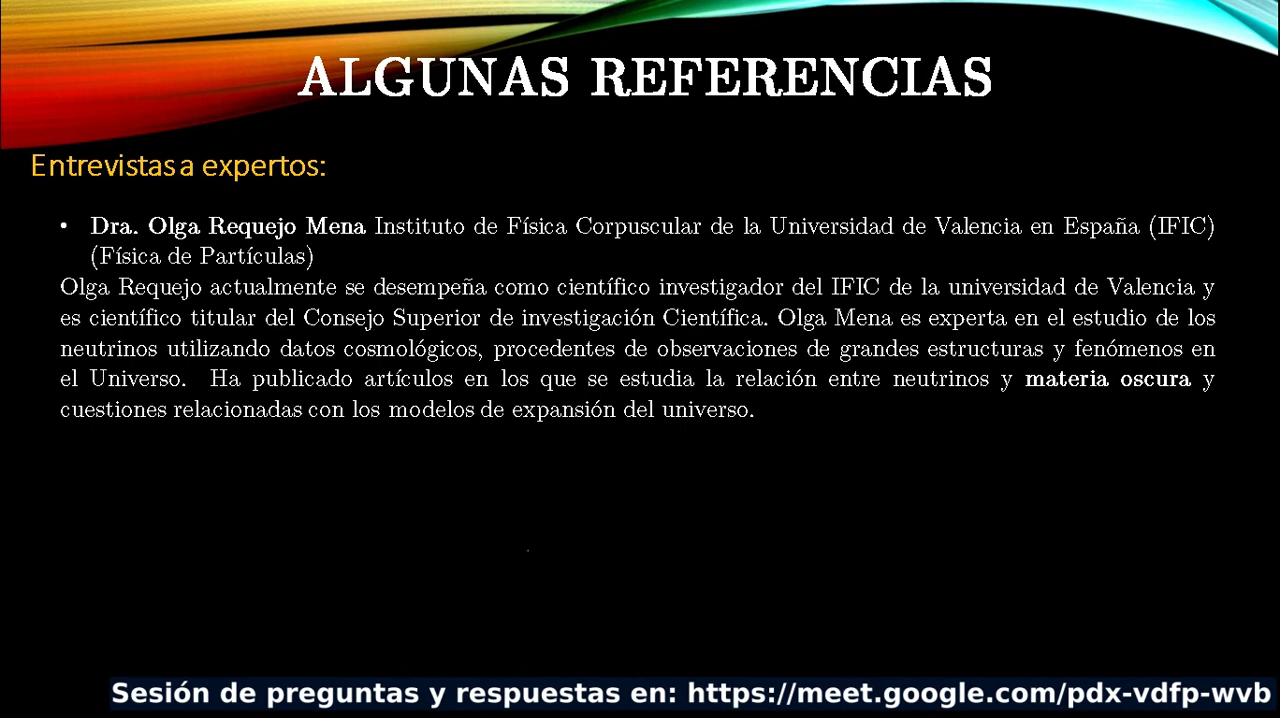 ALGUNAS REFERENCIAS
Entrevistas a expertos:
• Dra. Olga Requejo Mena Instituto de Física Corpuscular de la Universidad de Valencia en España (IFIC)
(Física de Partículas)
Olga Requejo actualmente se desempeña como científico investigador del IFIC de la universidad de Valencia y
es científico titular del Consejo Superior de investigación Científica. Olga Mena es experta en el estudio de los
neutrinos utilizando datos cosmológicos, procedentes de observaciones de grandes estructuras y fenómenos en
el Universo. Ha publicado artículos en los que se estudia la relación entre neutrinos y materia oscura y
cuestiones relacionadas con los modelos de expansión del universo.
Sesión de preguntas y respuestas en: https://meet.google.com/pdx-vdfp-wvb